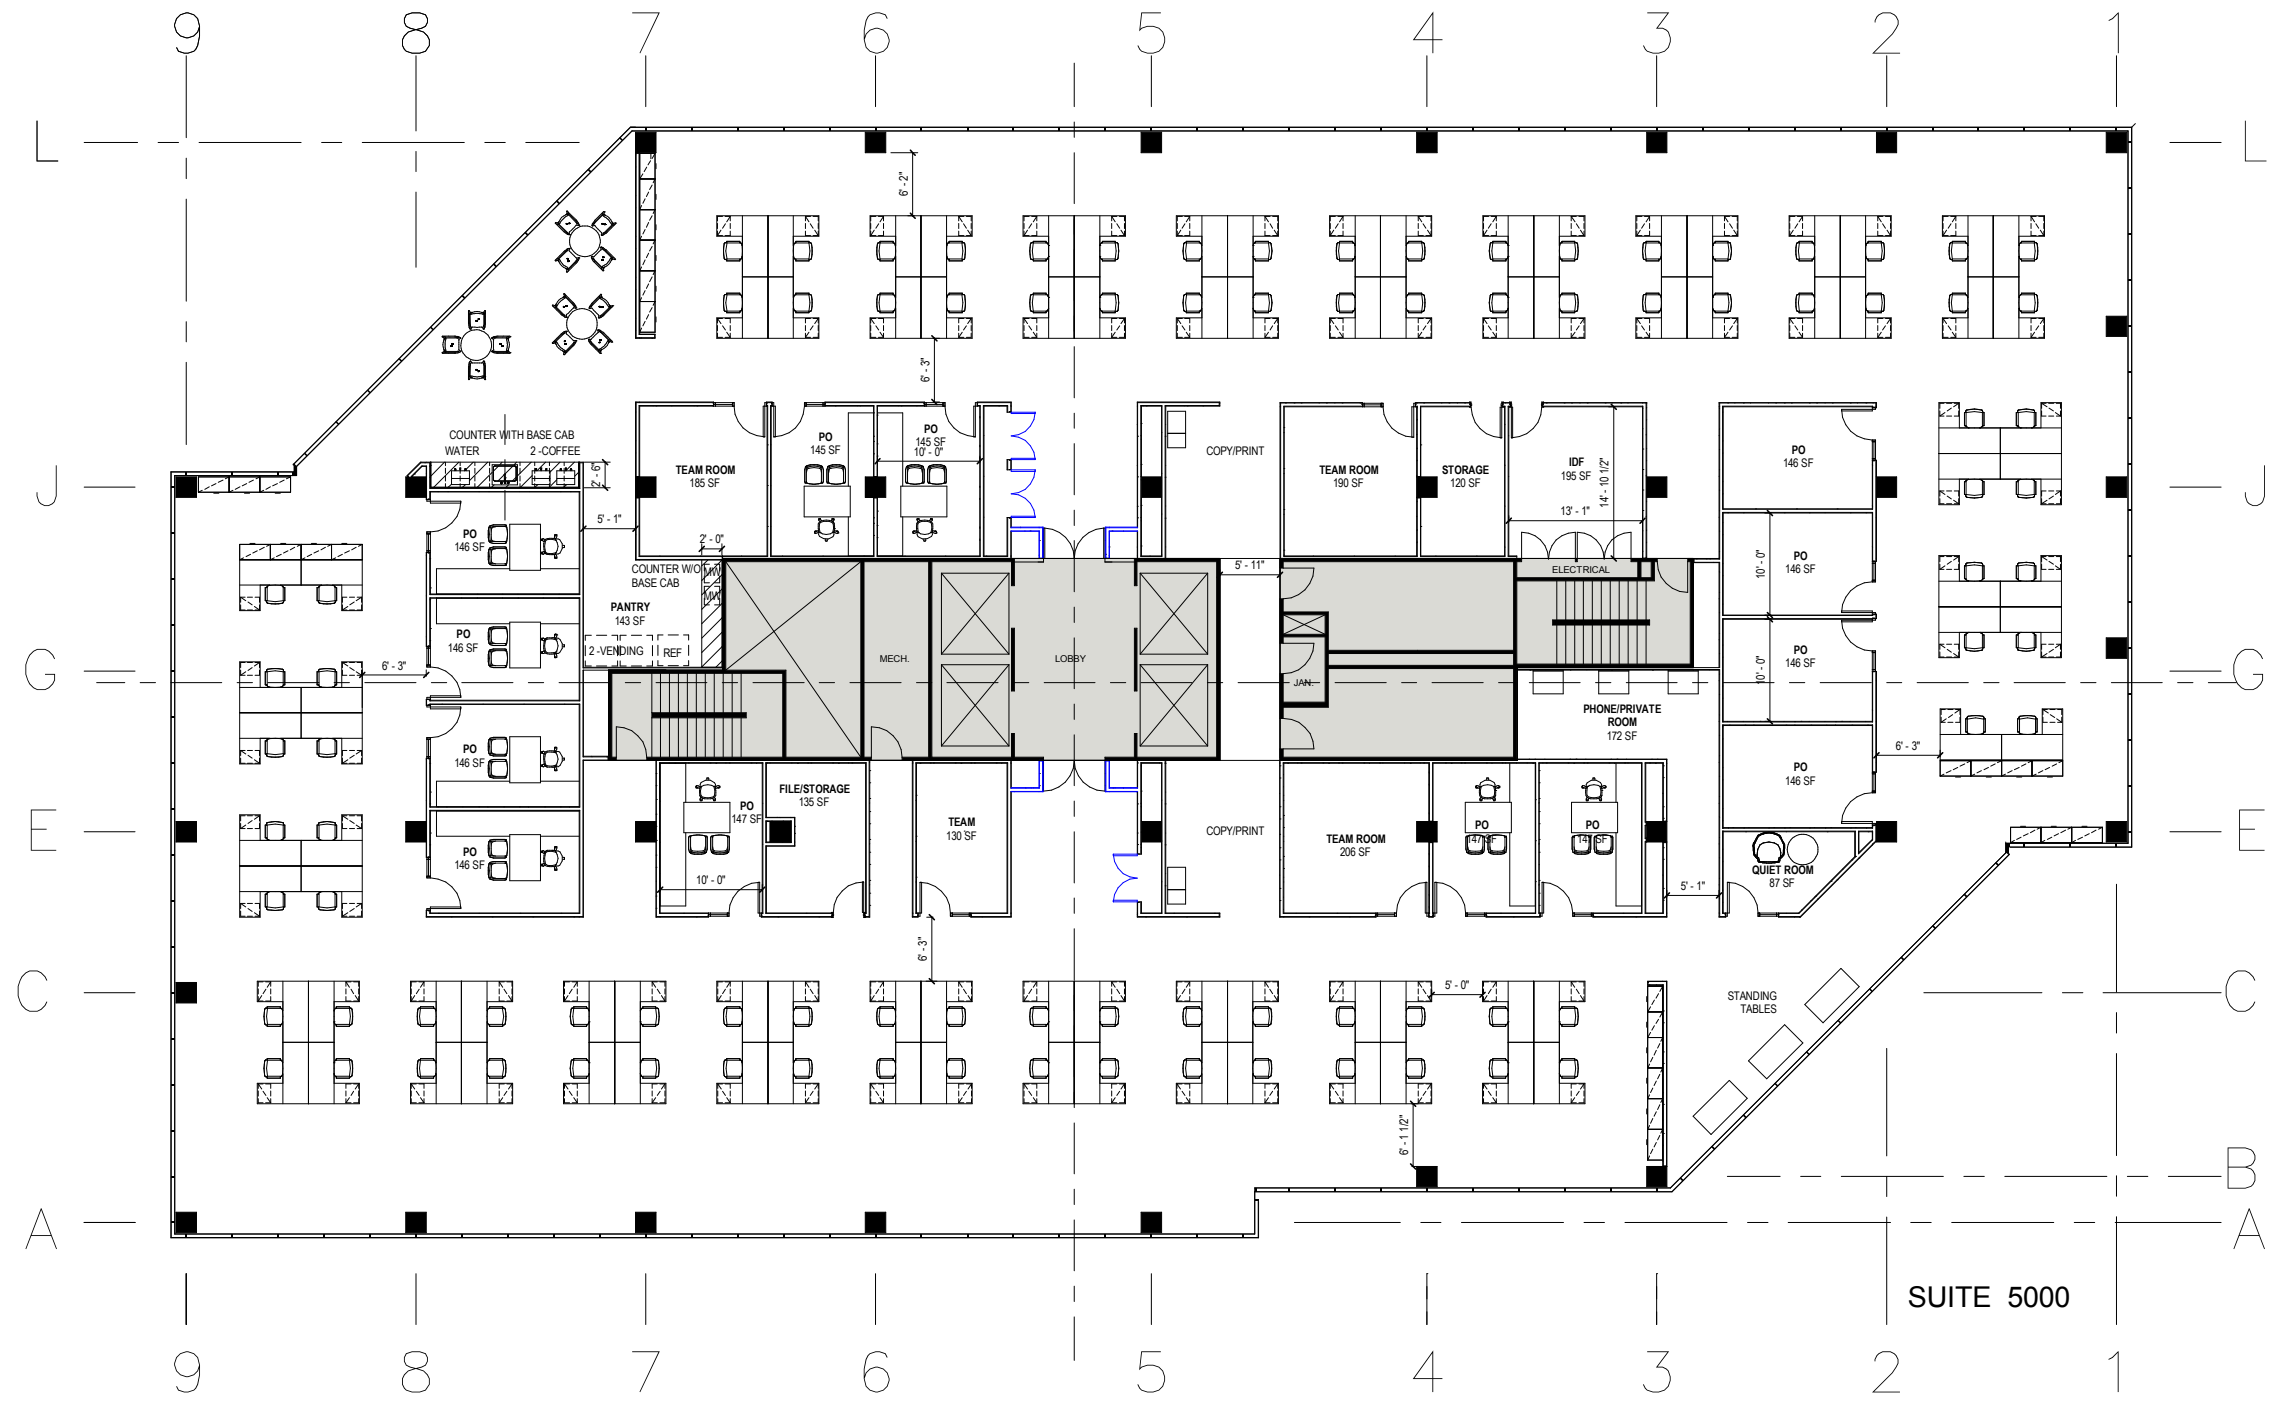 9 8 7 6 5 4 3 2 1
L L
6' - 2"
6' - 3"
COUNTER WITH BASE CAB
WATER 2 -COFFEE
2' - 6"
J J
TEAM ROOM
185 SF
PO
145 SF
PO
145 SF
10' - 0"
COPY/PRINT
TEAM ROOM
190 SF
STORAGE
120 SF
IDF
195 SF
14' - 10 1/2"
13' - 1"
PO
146 SF
5' - 1"
2' - 0"
PO
146 SF
COUNTER W/O
BASE CAB
MW
MW
5' - 11"
ELECTRICAL
PO
146 SF
10' - 0"
PANTRY
143 SF
2 -VENDING
REF
PO
146 SF
MECH.
LOBBY
JAN.
PO
146 SF
10' - 0"
G G
6' - 3"
PHONE/PRIVATE
ROOM
172 SF
PO
146 SF
PO
146 SF
6' - 3"
PO
147 SF
10' - 0"
FILE/STORAGE
135 SF
TEAM
130 SF
COPY/PRINT
TEAM ROOM
206 SF
PO
147 SF
PO
147 SF
E E
PO
146 SF
QUIET ROOM
87 SF
5' - 1"
6' - 3"
5' - 0"
C C
STANDING
TABLES
6' - 1 1/2"
B
A A
SUITE 5000
9 8 7 6 5 4 3 2 1